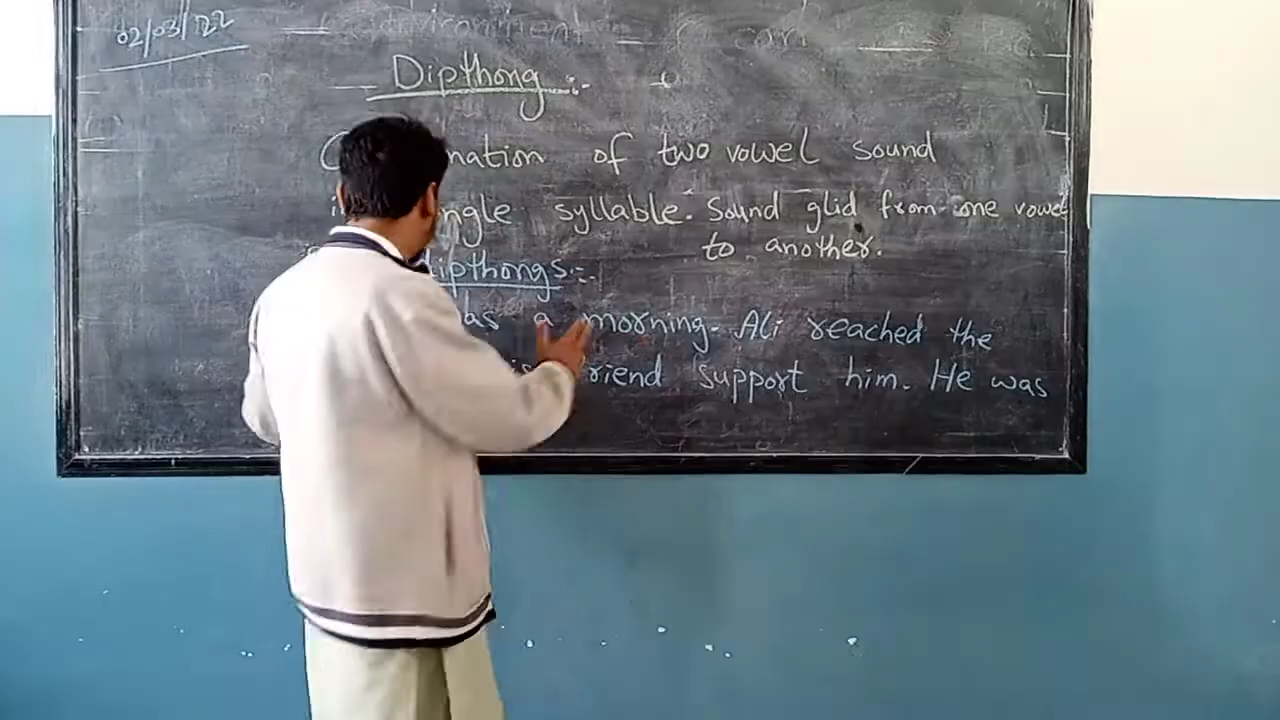 02/03/22
Dipthong:-
nation of two vowel sound
ngle syllable. Sound glid from one vowel
to another.
dipthongs:-
as a morning. Ali reached the
friend support him. He was